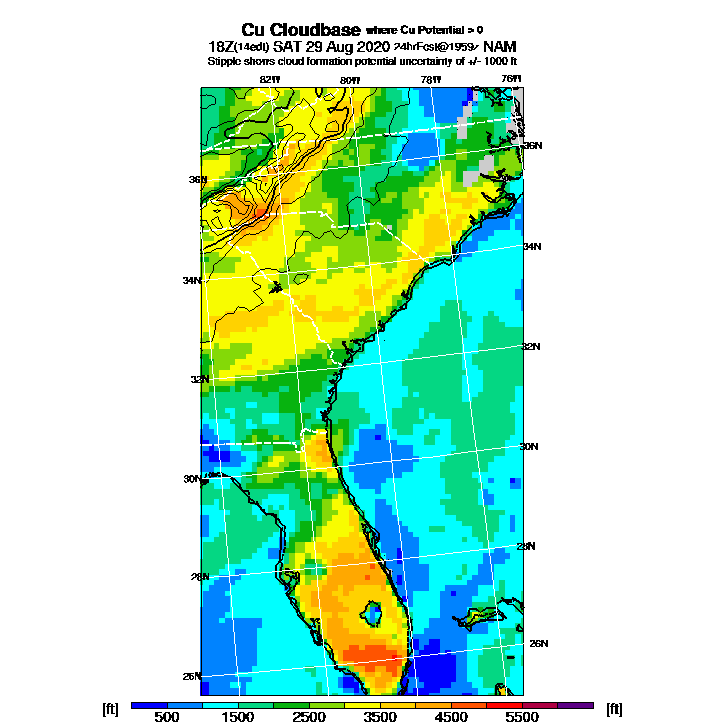 Cu Cloudbase where Cu Potential > 0
18Z(14edt) SAT 29 Aug 2020 24hrFcst@1959z NAM
Stipple shows cloud formation potential uncertainty of +/- 1000 ft
82W 80W 78W 76W
36N
36N
34N
34N
32N
32N
30N
30N
28N
28N
26N
26N
[ft] 500 1500 2500 3500 4500 5500 [ft]